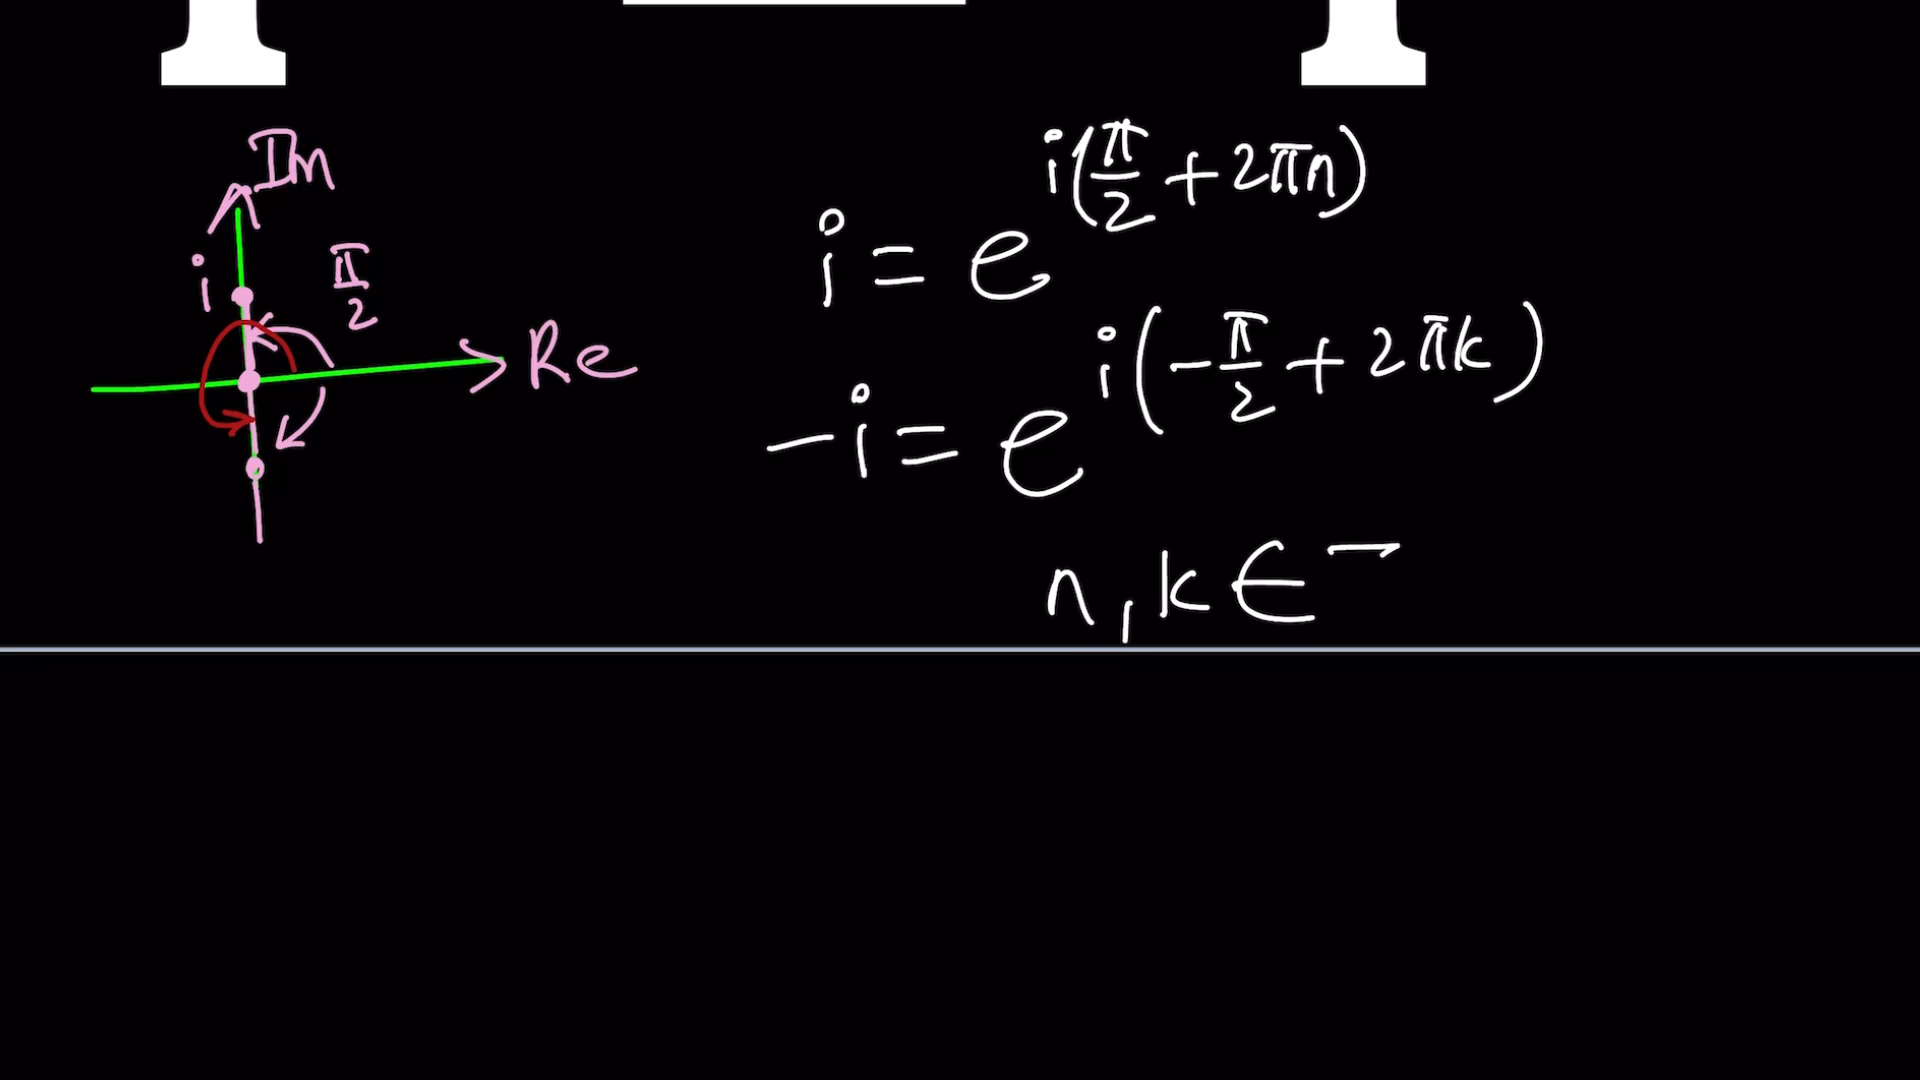 Im
i
π/2
Re
i = e^{i(π/2 + 2πn)}
-i = e^{i(-π/2 + 2πk)}
n, k ∈